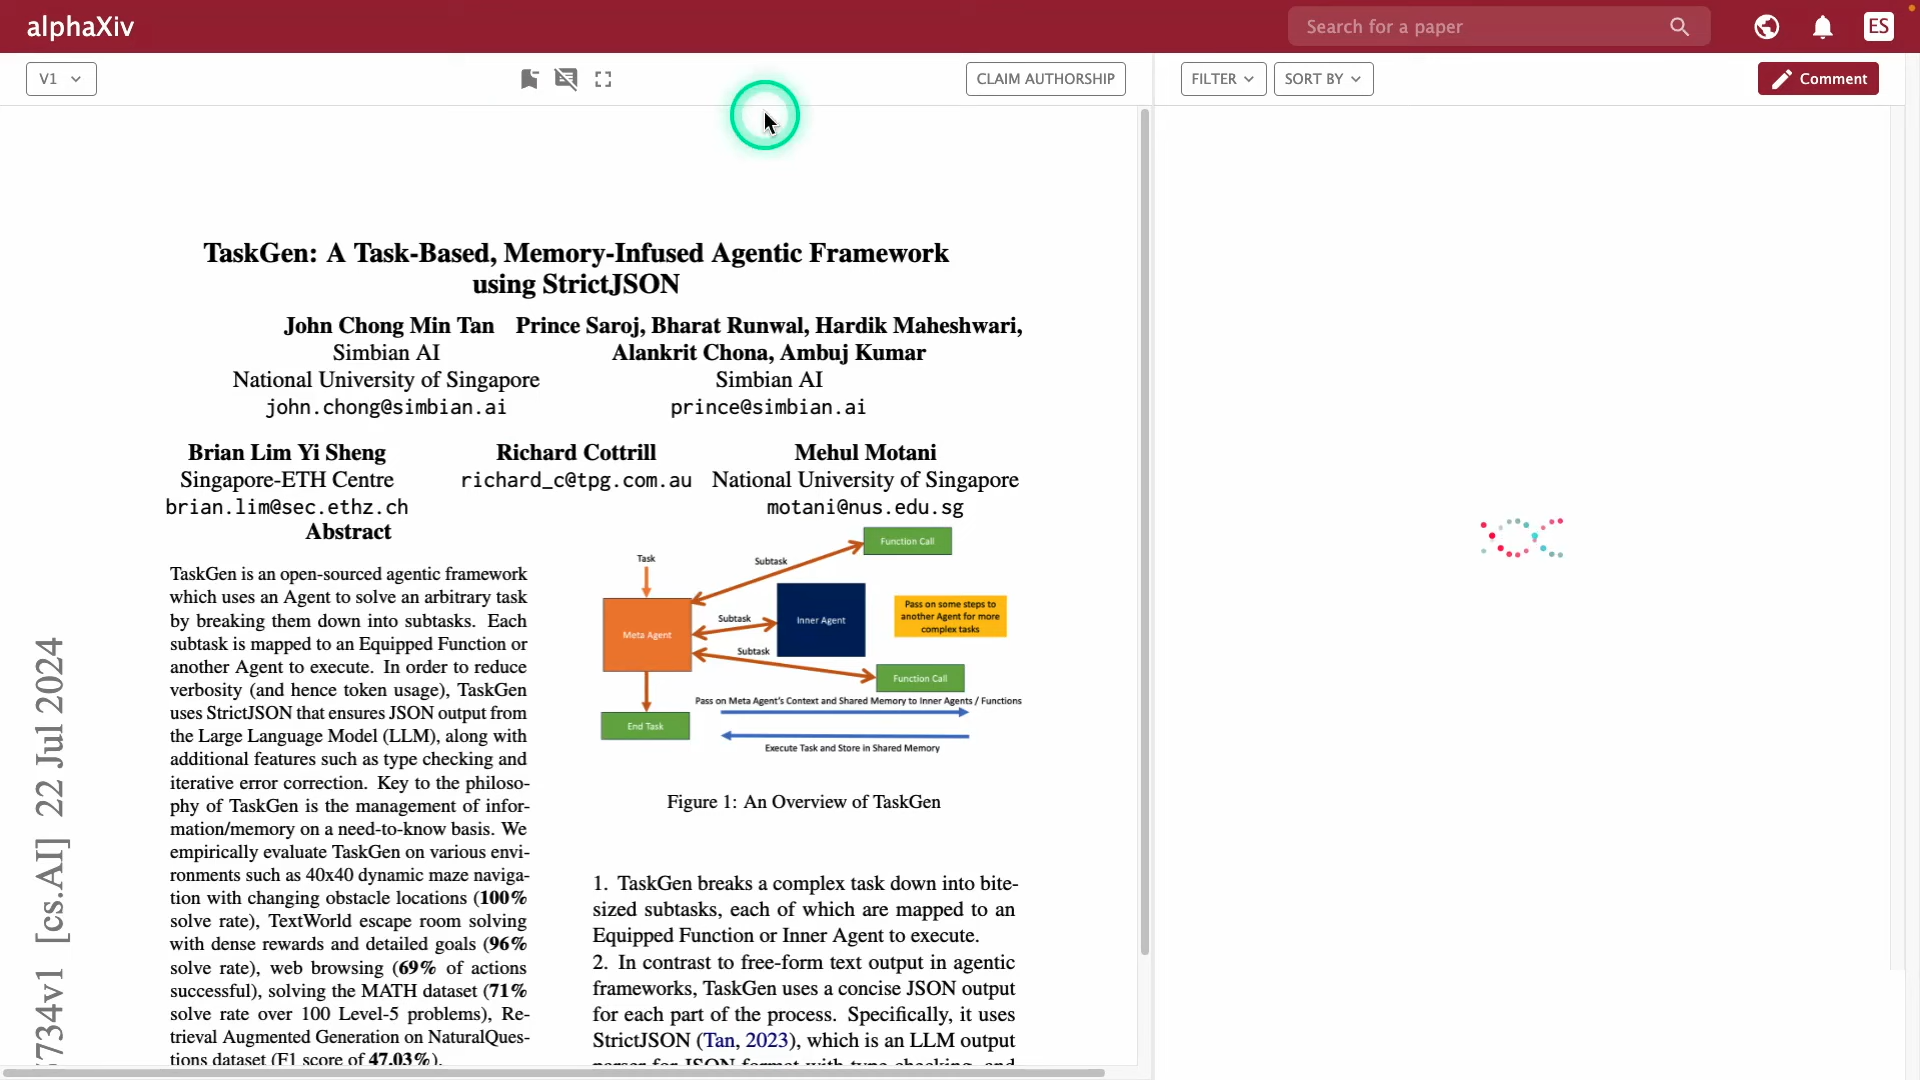 alphaXiv
Search for a paper
ES
V1
CLAIM AUTHORSHIP
FILTER
SORT BY
Comment
TaskGen: A Task-Based, Memory-Infused Agentic Framework
using StrictJSON
John Chong Min Tan
Simbian AI
National University of Singapore
john.chong@simbian.ai
Prince Saroj, Bharat Runwal, Hardik Maheshwari,
Alankrit Chona, Ambuj Kumar
Simbian AI
prince@simbian.ai
Brian Lim Yi Sheng
Singapore-ETH Centre
brian.lim@sec.ethz.ch
Richard Cottrill
richard_c@tpg.com.au
Mehul Motani
National University of Singapore
motani@nus.edu.sg
Abstract
TaskGen is an open-sourced agentic framework
which uses an Agent to solve an arbitrary task
by breaking them down into subtasks. Each
subtask is mapped to an Equipped Function or
another Agent to execute. In order to reduce
verbosity (and hence token usage), TaskGen
uses StrictJSON that ensures JSON output from
the Large Language Model (LLM), along with
additional features such as type checking and
iterative error correction. Key to the philoso-
phy of TaskGen is the management of infor-
mation/memory on a need-to-know basis. We
empirically evaluate TaskGen on various envi-
ronments such as 40x40 dynamic maze naviga-
tion with changing obstacle locations (100%
solve rate), TextWorld escape room solving
with dense rewards and detailed goals (96%
solve rate), web browsing (69% of actions
successful), solving the MATH dataset (71%
solve rate over 100 Level-5 problems), Re-
trieval Augmented Generation on NaturalQues-
tions dataset (F1 score of 47.03%).
Task
Subtask
Function Call
Meta Agent
Subtask
Inner Agent
Pass on some steps to
another Agent for more
complex tasks
Subtask
Function Call
Pass on Meta Agent's Context and Shared Memory to Inner Agents / Functions
End Task
Execute Task and Store in Shared Memory
Figure 1: An Overview of TaskGen
1. TaskGen breaks a complex task down into bite-
sized subtasks, each of which are mapped to an
Equipped Function or Inner Agent to execute.
2. In contrast to free-form text output in agentic
frameworks, TaskGen uses a concise JSON output
for each part of the process. Specifically, it uses
StrictJSON (Tan, 2023), which is an LLM output
parser for JSON format with type checking, and
734v1 [cs.AI] 22 Jul 2024